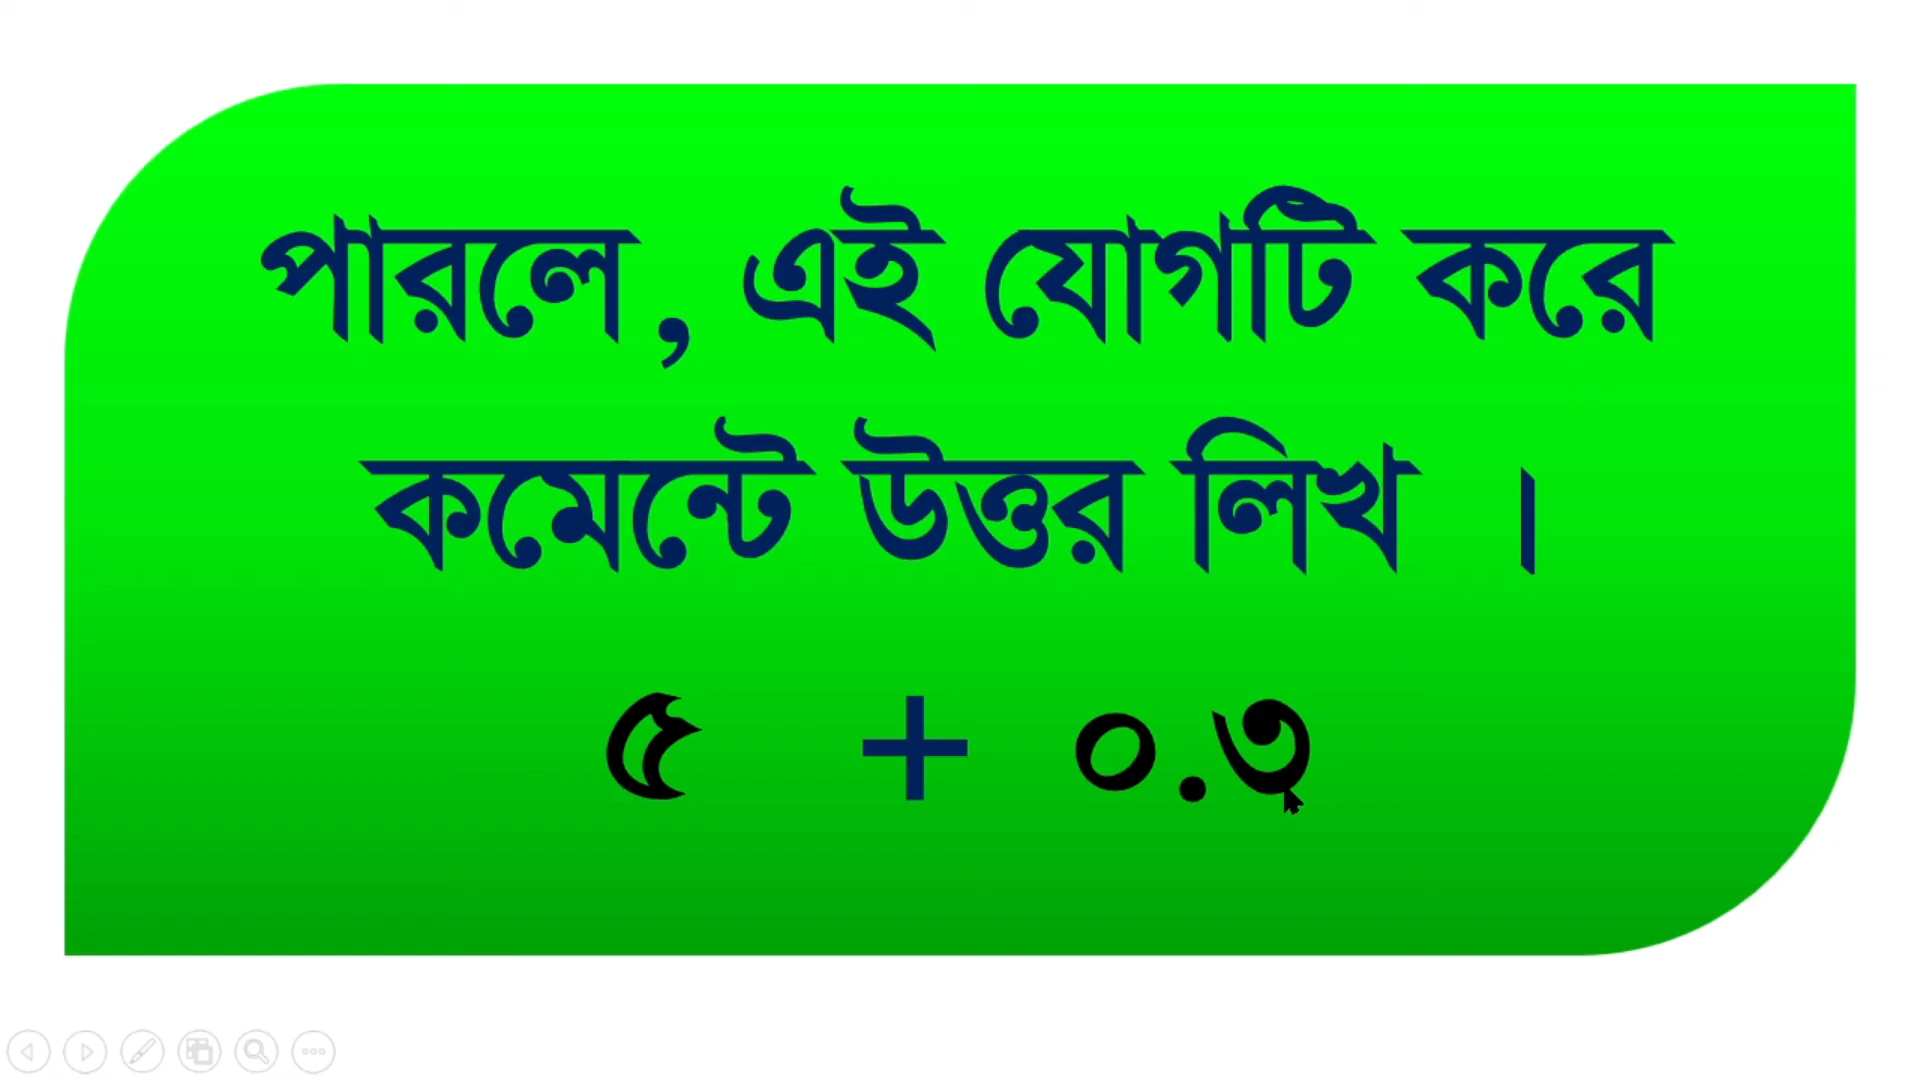 পারলে, এই যোগটি করে
কমেন্টে উত্তর লিখ ।
৫ + ০.৩